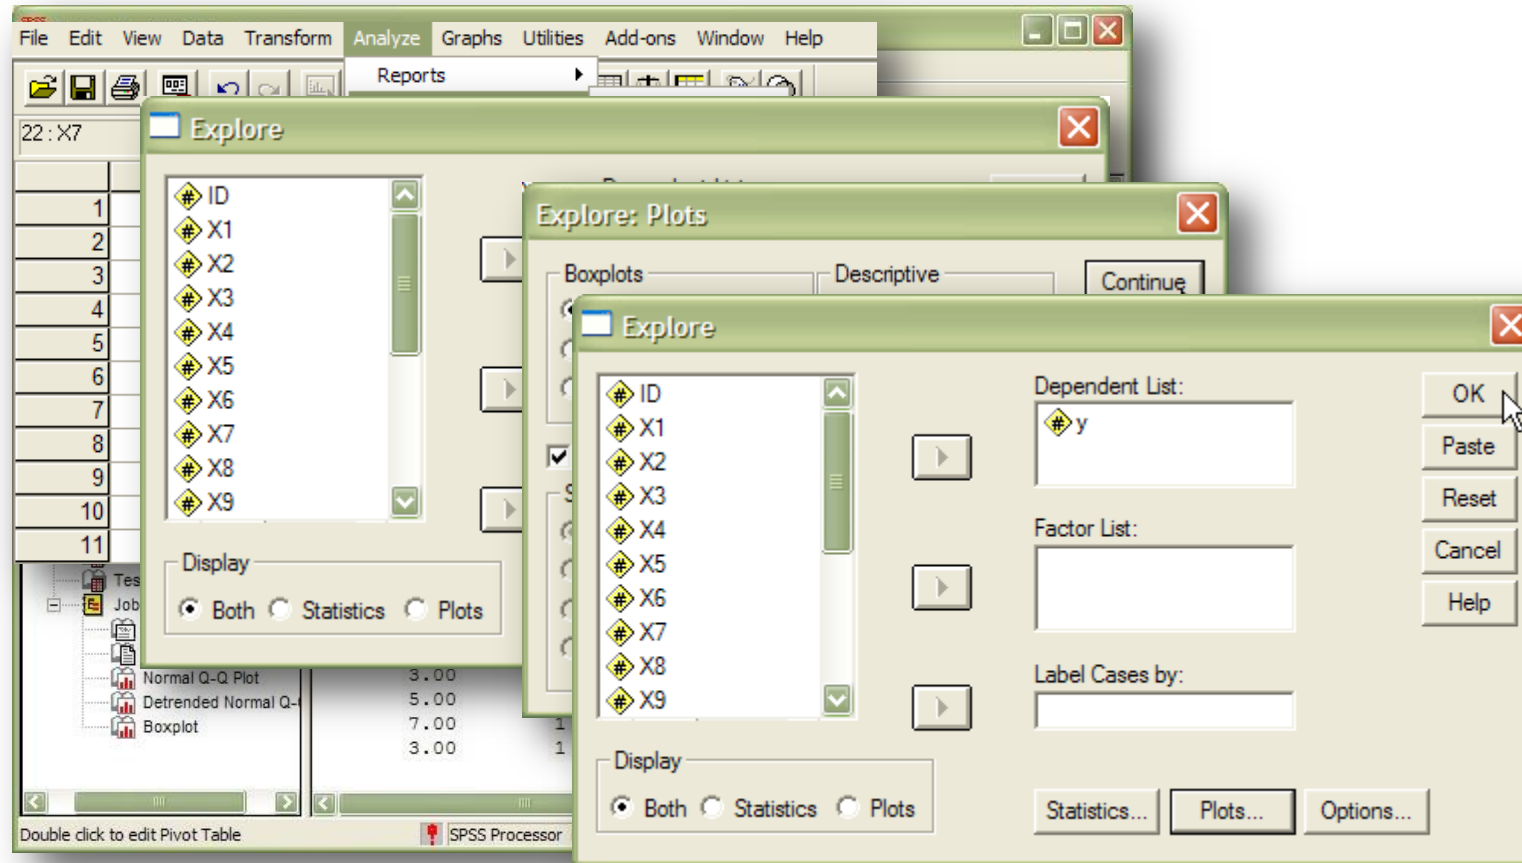 SPSS
File Edit View Data Transform Analyze Graphs Utilities Add-ons Window Help
Reports
22 : X7
1
2
3
4
5
6
7
8
9
10
11
Explore
ID
X1
X2
X3
X4
X5
X6
X7
X8
X9
Display
Both Statistics Plots
Explore: Plots
Boxplots
Descriptive
Continue
Explore
ID
X1
X2
X3
X4
X5
X6
X7
X8
X9
Dependent List:
y
Factor List:
Label Cases by:
OK
Paste
Reset
Cancel
Help
Display
Both Statistics Plots
Statistics... Plots... Options...
Tes
Job
Normal Q-Q Plot
Detrended Normal Q-
Boxplot
3.00
5.00
7.00 1
3.00 1
Double click to edit Pivot Table
SPSS Processor